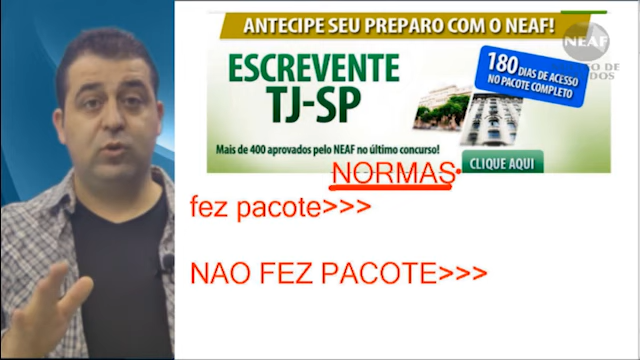 ANTECIPE SEU PREPARO COM O NEAF!
NEAF
ESCREVENTE
TJ-SP
180 DIAS DE ACESSO
NO PACOTE COMPLETO
DOS
Mais de 400 aprovados pelo NEAF no último concurso!
CLIQUE AQUI
NORMAS
fez pacote>>>
NAO FEZ PACOTE>>>